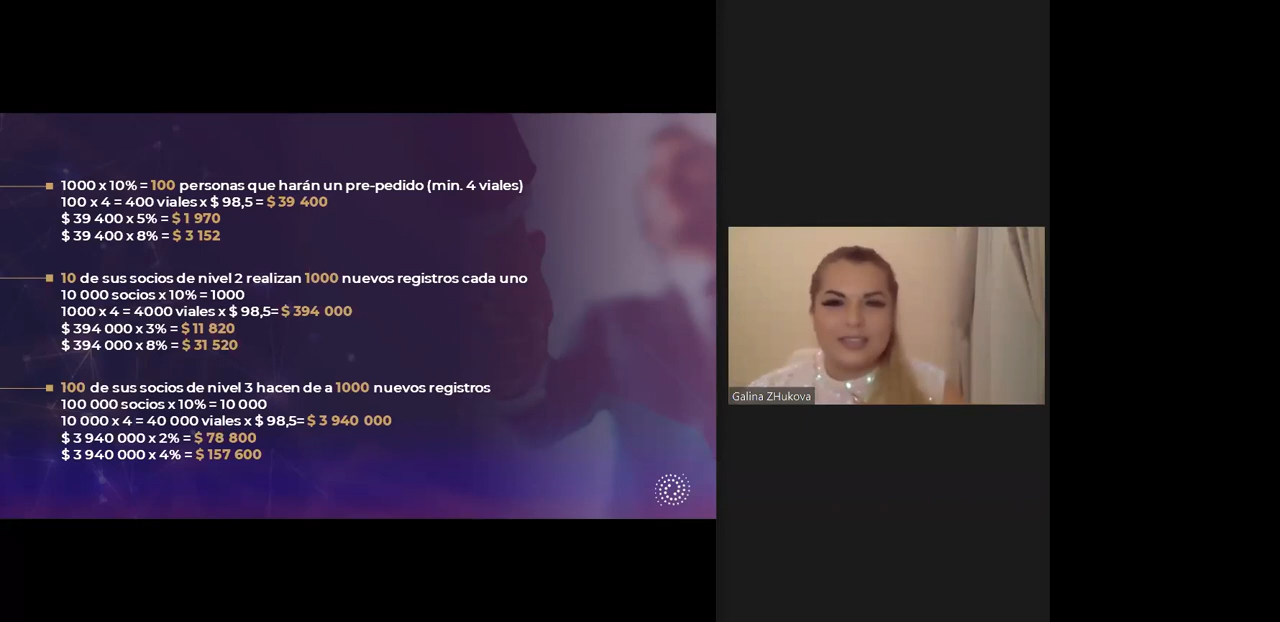 1000 x 10% = 100 personas que harán un pre-pedido (min. 4 viales)
100 x 4 = 400 viales x $ 98,5 = $ 39 400
$ 39 400 x 5% = $ 1 970
$ 39 400 x 8% = $ 3 152
10 de sus socios de nivel 2 realizan 1000 nuevos registros cada uno
10 000 socios x 10% = 1000
1000 x 4 = 4000 viales x $ 98,5= $ 394 000
$ 394 000 x 3% = $ 11 820
$ 394 000 x 8% = $ 31 520
100 de sus socios de nivel 3 hacen de a 1000 nuevos registros
100 000 socios x 10% = 10 000
10 000 x 4 = 40 000 viales x $ 98,5= $ 3 940 000
$ 3 940 000 x 2% = $ 78 800
$ 3 940 000 x 4% = $ 157 600
Galina ZHukova